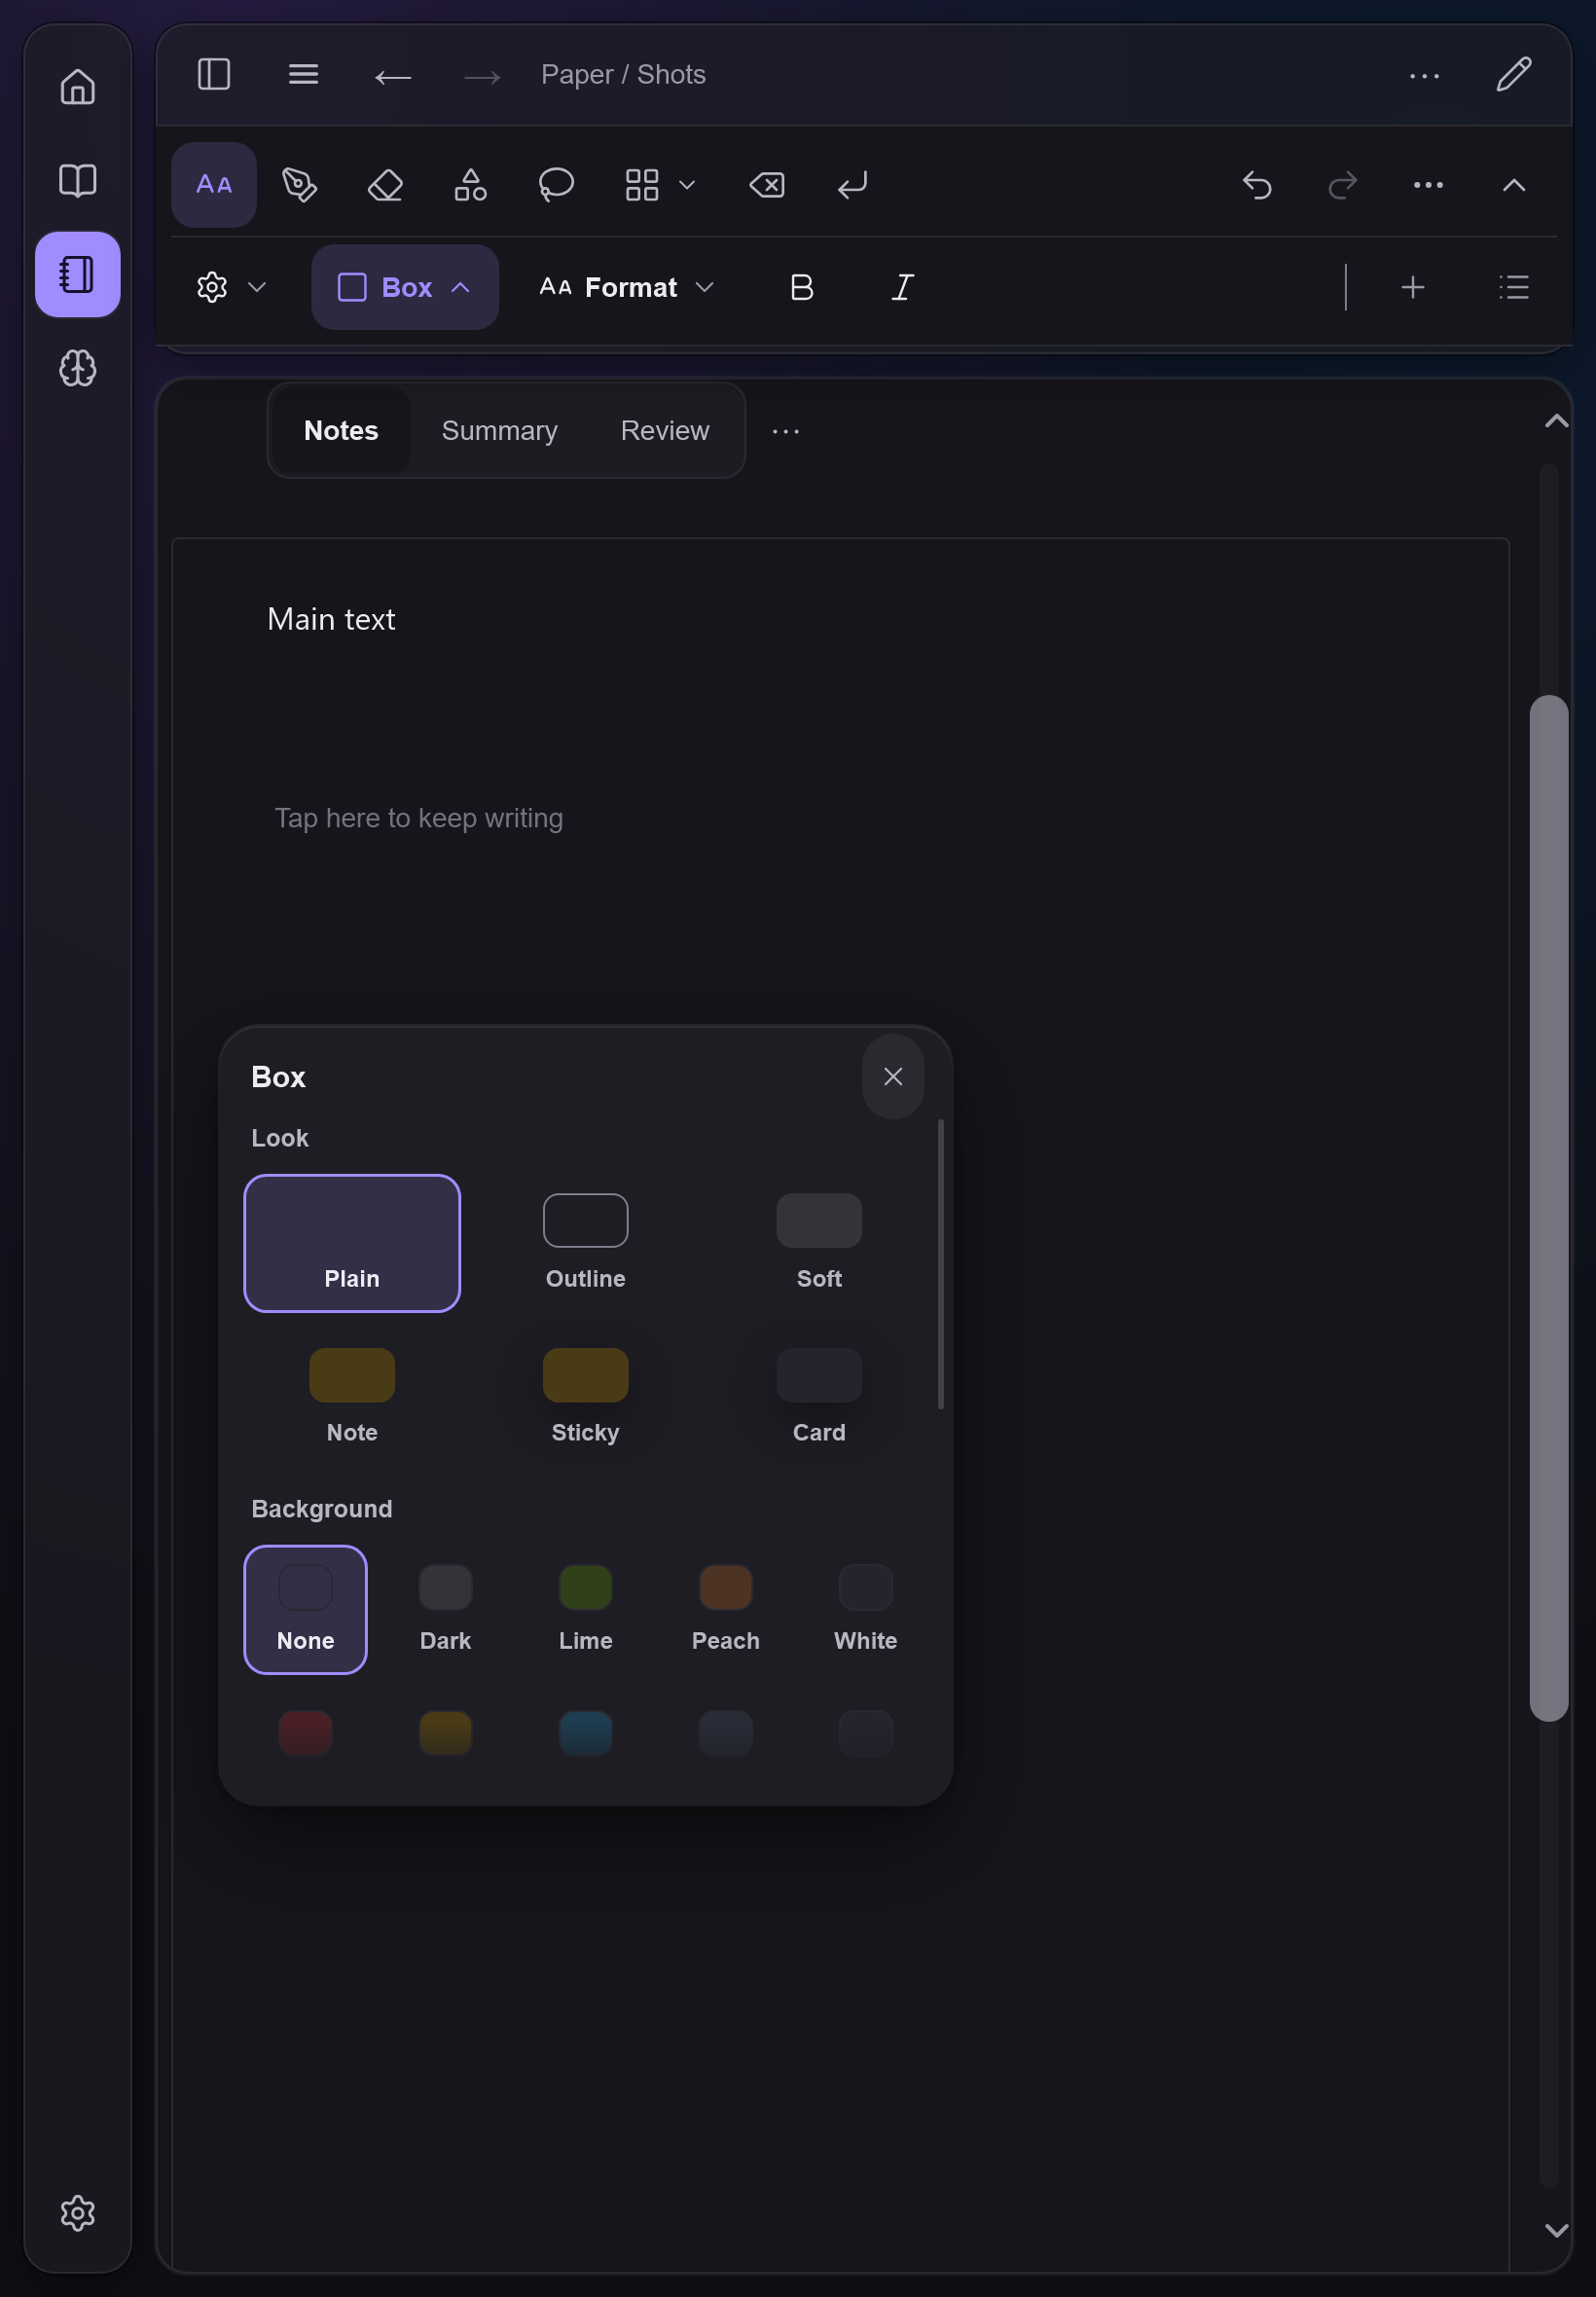 Paper / Shots
Aa
Box
Aa Format B I
Notes Summary Review
Main text
Tap here to keep writing
Box
Look
Plain Outline Soft
Note Sticky Card
Background
None Dark Lime Peach White